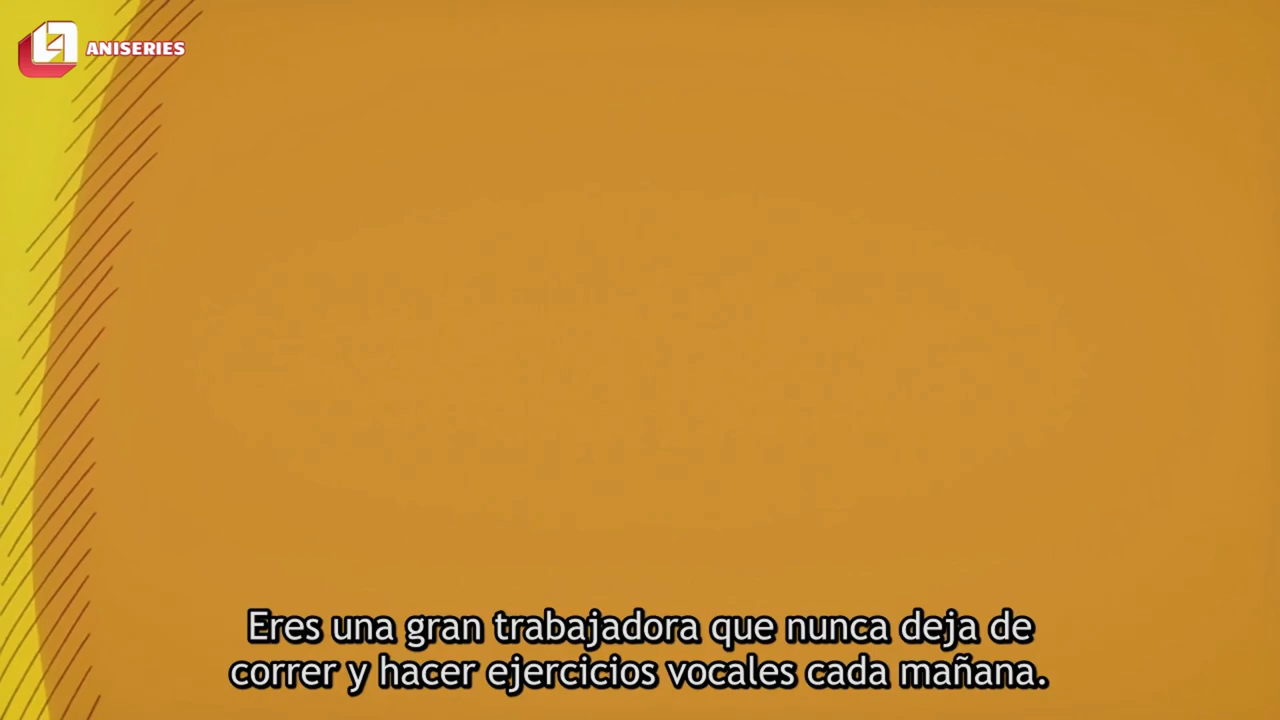 ANISERIES
Eres una gran trabajadora que nunca deja de
correr y hacer ejercicios vocales cada mañana.